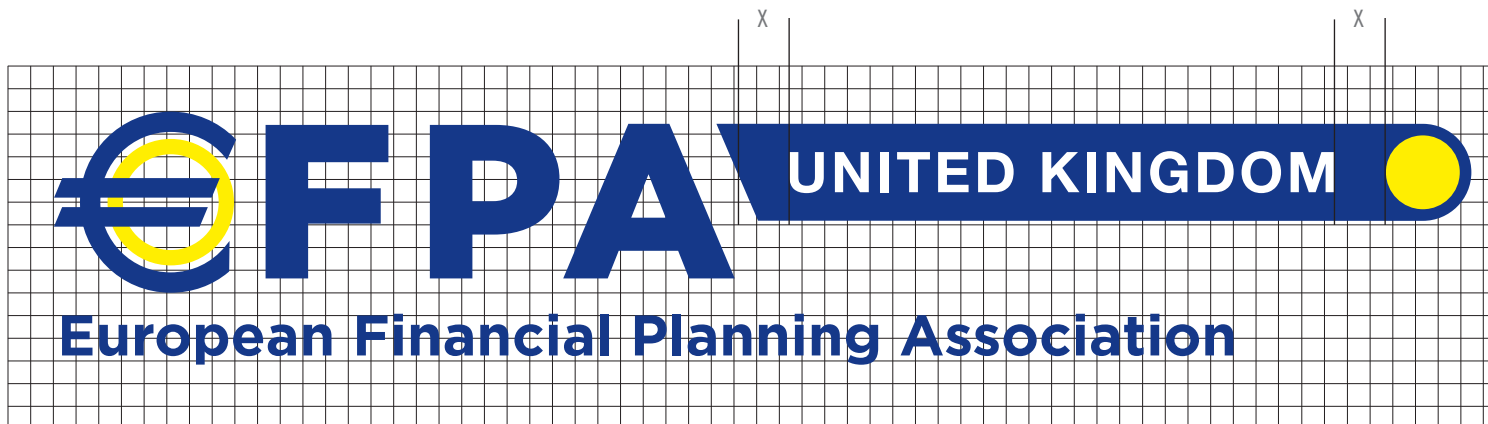 X X
€FPA UNITED KINGDOM
European Financial Planning Association